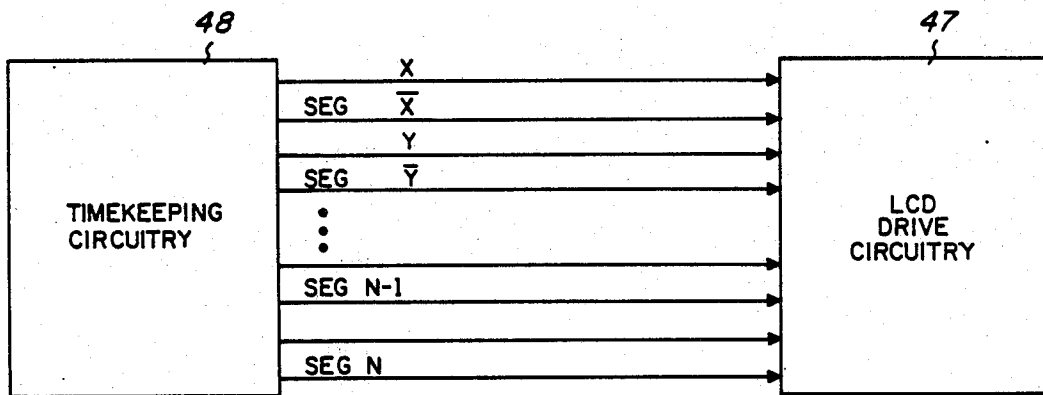 48
47
X
SEG X̅
Y
SEG Y̅
TIMEKEEPING
CIRCUITRY
LCD
DRIVE
CIRCUITRY
SEG N-1
SEG N